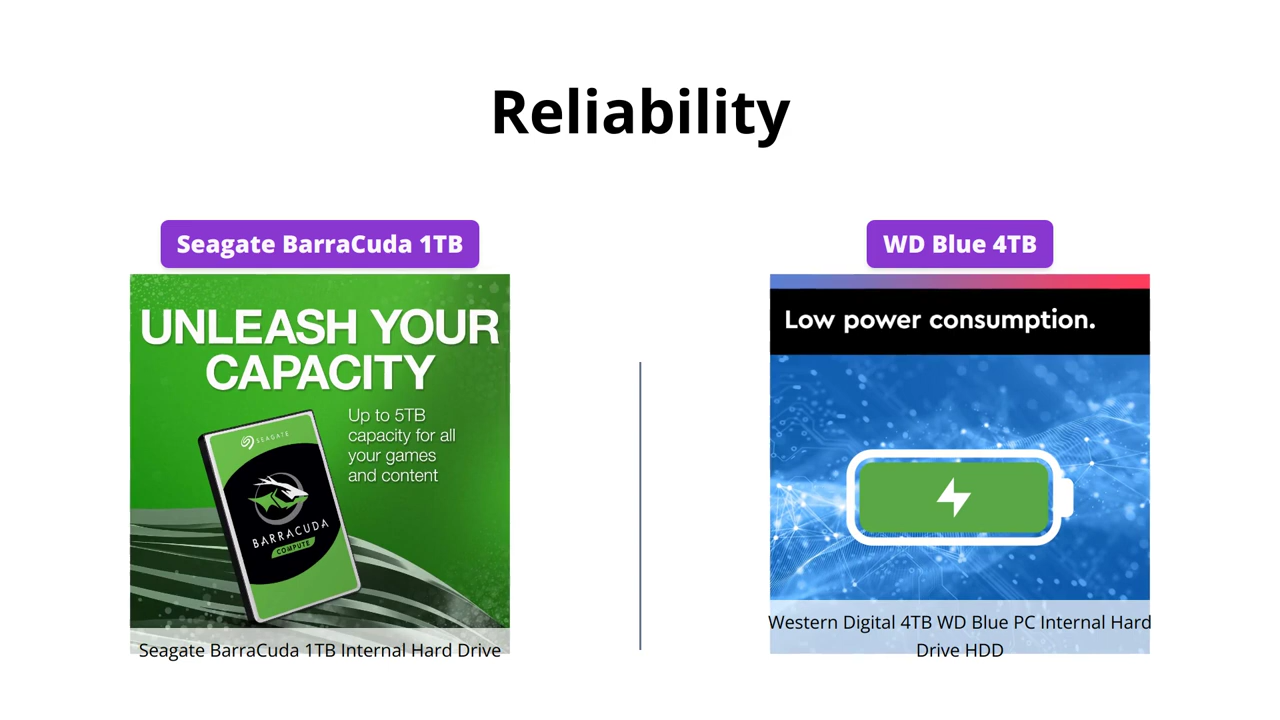 Reliability
Seagate BarraCuda 1TB
UNLEASH YOUR
CAPACITY
Up to 5TB
capacity for all
your games
and content
SEAGATE
BARRACUDA
COMPUTE
Seagate BarraCuda 1TB Internal Hard Drive
WD Blue 4TB
Low power consumption.
Western Digital 4TB WD Blue PC Internal Hard
Drive HDD